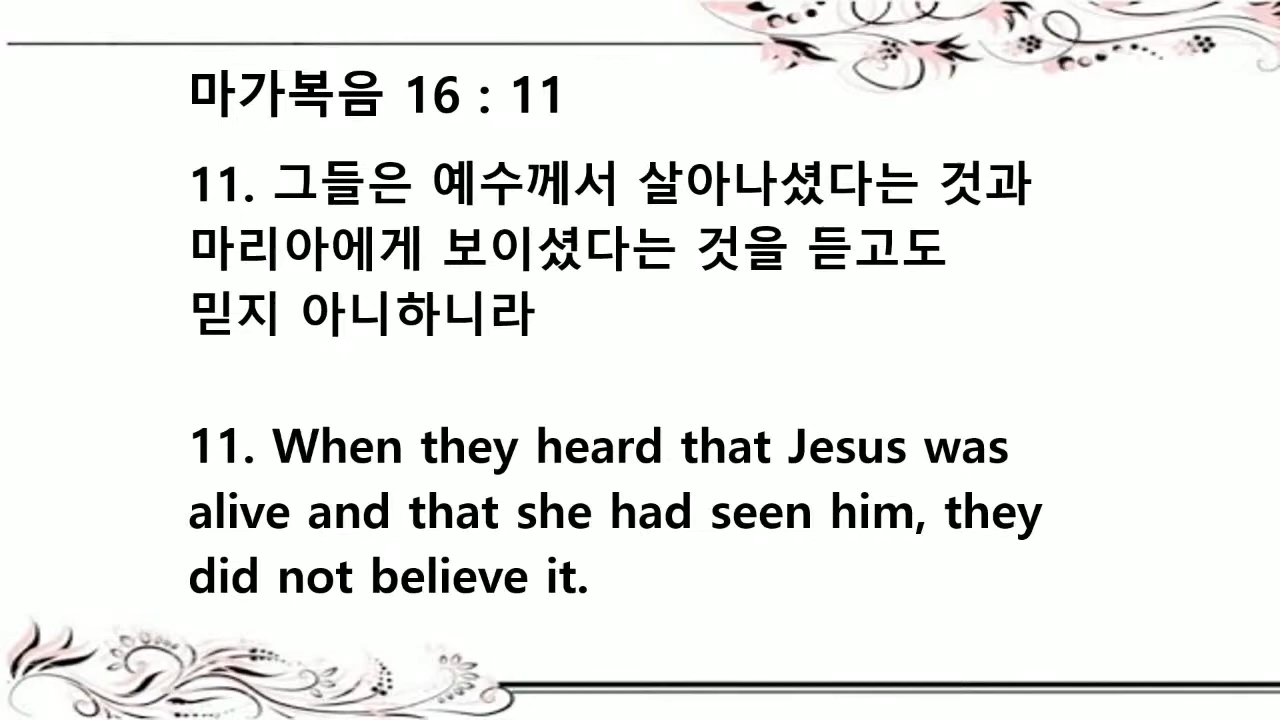 마가복음 16 : 11
11. 그들은 예수께서 살아나셨다는 것과
마리아에게 보이셨다는 것을 듣고도
믿지 아니하니라
11. When they heard that Jesus was
alive and that she had seen him, they
did not believe it.